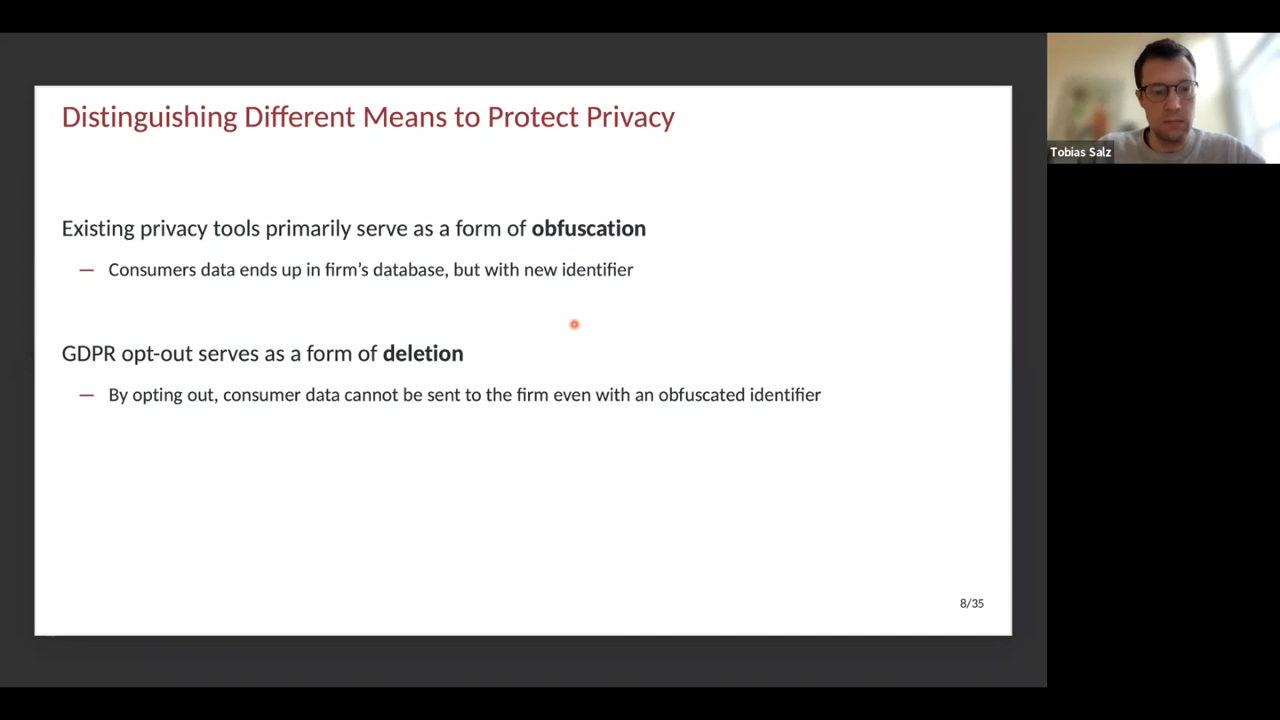 Distinguishing Different Means to Protect Privacy
Existing privacy tools primarily serve as a form of obfuscation
— Consumers data ends up in firm's database, but with new identifier
GDPR opt-out serves as a form of deletion
— By opting out, consumer data cannot be sent to the firm even with an obfuscated identifier
8/35
Tobias Salz